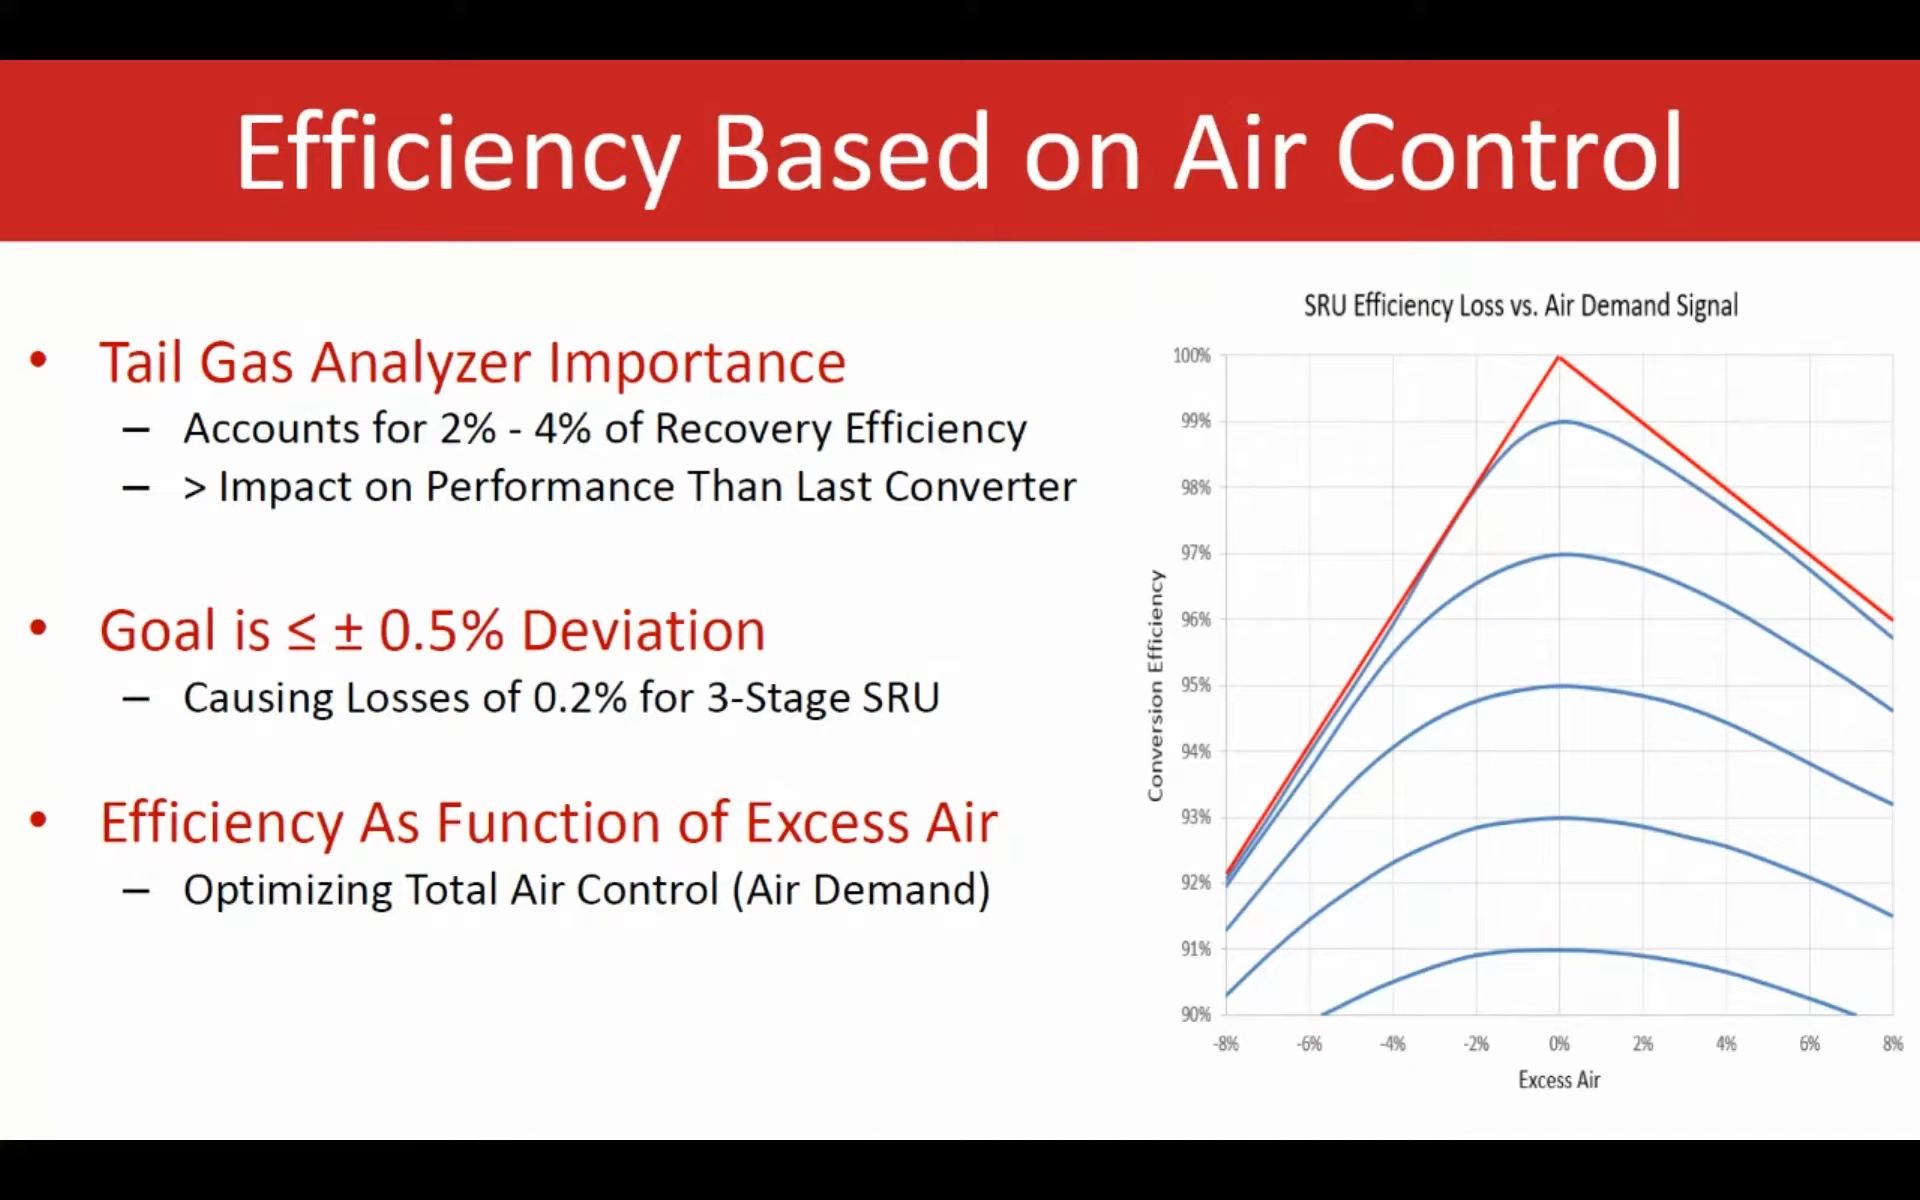 Efficiency Based on Air Control
• Tail Gas Analyzer Importance
– Accounts for 2% - 4% of Recovery Efficiency
– > Impact on Performance Than Last Converter
• Goal is ≤ ± 0.5% Deviation
– Causing Losses of 0.2% for 3-Stage SRU
• Efficiency As Function of Excess Air
– Optimizing Total Air Control (Air Demand)
SRU Efficiency Loss vs. Air Demand Signal
Conversion Efficiency
100%
99%
98%
97%
96%
95%
94%
93%
92%
91%
90%
-8% -6% -4% -2% 0% 2% 4% 6% 8%
Excess Air